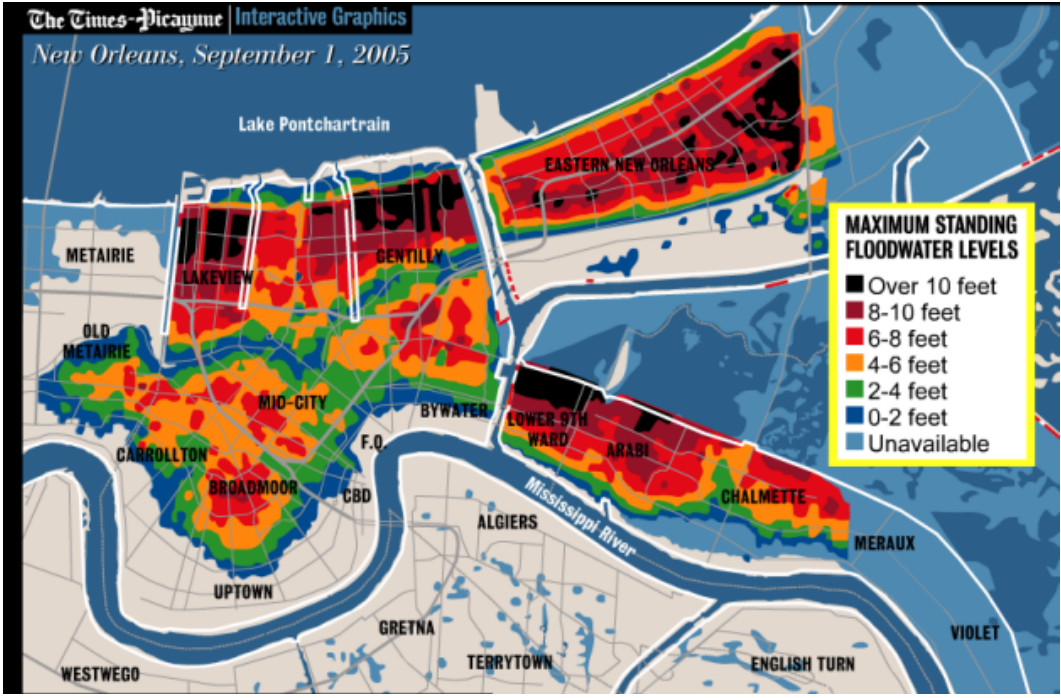 The Times-Picayune Interactive Graphics
New Orleans, September 1, 2005
Lake Pontchartrain
EASTERN NEW ORLEANS
METAIRIE
GENTILLY
LAKEVIEW
OLD
METAIRIE
MID-CITY
BYWATER
LOWER 9TH
WARD
F.Q.
CARROLLTON
ARABI
BROADMOOR
CBD
CHALMETTE
Mississippi River
ALGIERS
MERAUX
UPTOWN
GRETNA
VIOLET
TERRYTOWN
ENGLISH TURN
WESTWEGO
MAXIMUM STANDING
FLOODWATER LEVELS
Over 10 feet
8-10 feet
6-8 feet
4-6 feet
2-4 feet
0-2 feet
Unavailable